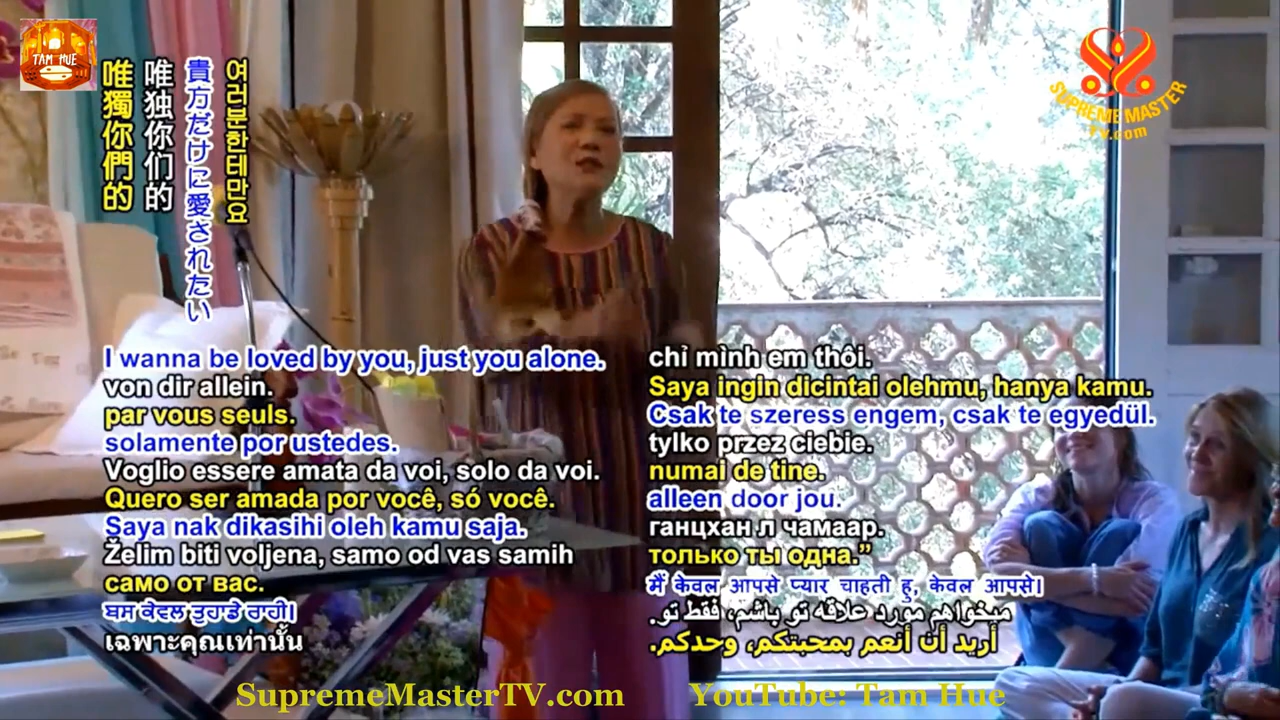 TAM HUE
SUPREME MASTER
TV.com
여러분한테만요
貴方だけに愛されたい
唯独你们的
唯獨你們的
I wanna be loved by you, just you alone.
von dir allein.
par vous seuls.
solamente por ustedes.
Voglio essere amata da voi, solo da voi.
Quero ser amada por você, só você.
Saya nak dikasihi oleh kamu saja.
Želim biti voljena, samo od vas samih
само от вас.
ਬਸ ਕੇਵਲ ਤੁਹਾਡੇ ਰਾਹੀ।
เฉพาะคุณเท่านั้น
chỉ mình em thôi.
Saya ingin dicintai olehmu, hanya kamu.
Csak te szeress engem, csak te egyedül.
tylko przez ciebie.
numai de tine.
alleen door jou.
ганцхан л чамаар.
только ты одна.”
मैं केवल आपसे प्यार चाहती हु, केवल आपसे।
میخواهم مورد علاقه تو باشم، فقط تو.
أريد أن أنعم بمحبتكم، وحدكم.
SupremeMasterTV.com YouTube: Tam Hue